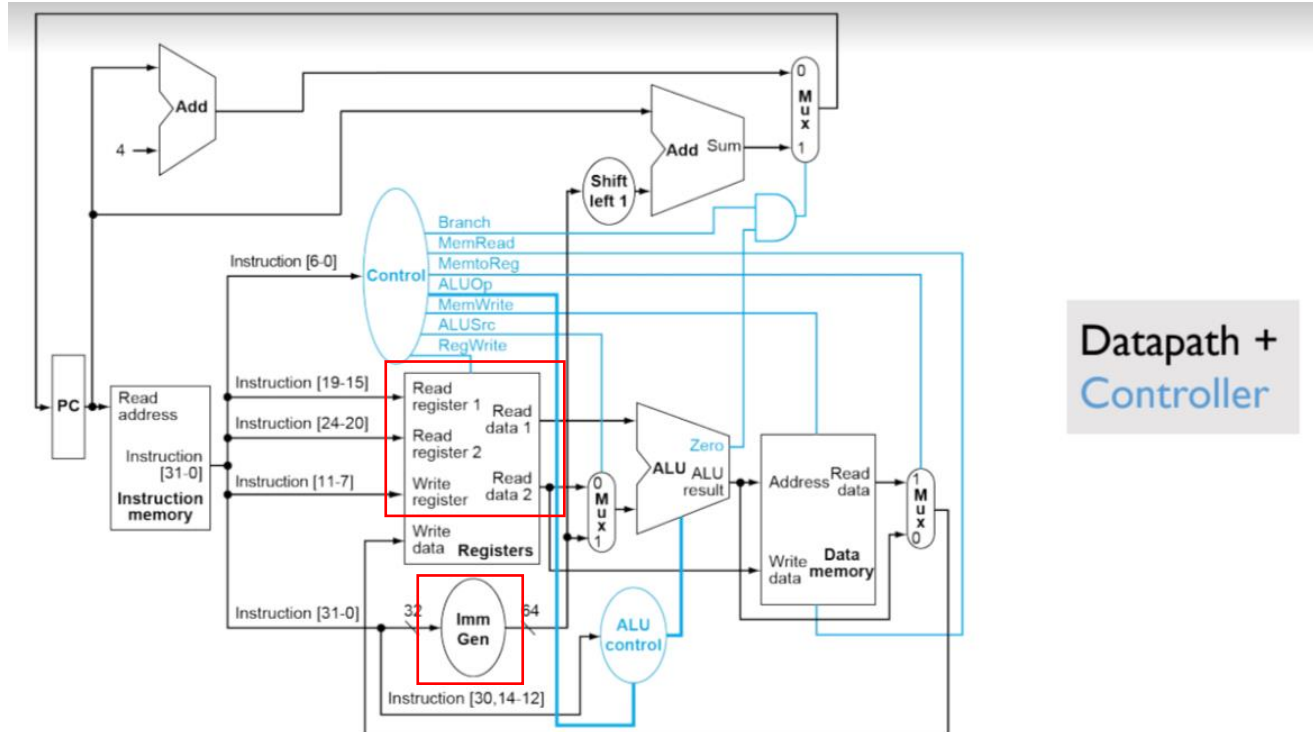 0
M
u
x
1
Add
4
Add Sum
Shift
left 1
Branch
MemRead
Instruction [6-0]
MemtoReg
Control
ALUOp
MemWrite
ALUSrc
RegWrite
Datapath +
Controller
PC
Read
address
Instruction
[31-0]
Instruction
memory
Instruction [19-15]
Instruction [24-20]
Instruction [11-7]
Read
register 1
Read
data 1
Read
register 2
Write
register
Read
data 2
Write
data
Registers
0
M
u
x
1
Zero
ALU
ALU
result
Address
Read
data
Write
data
Data
memory
1
M
u
x
0
Instruction [31-0]
32
Imm
Gen
64
ALU
control
Instruction [30,14-12]